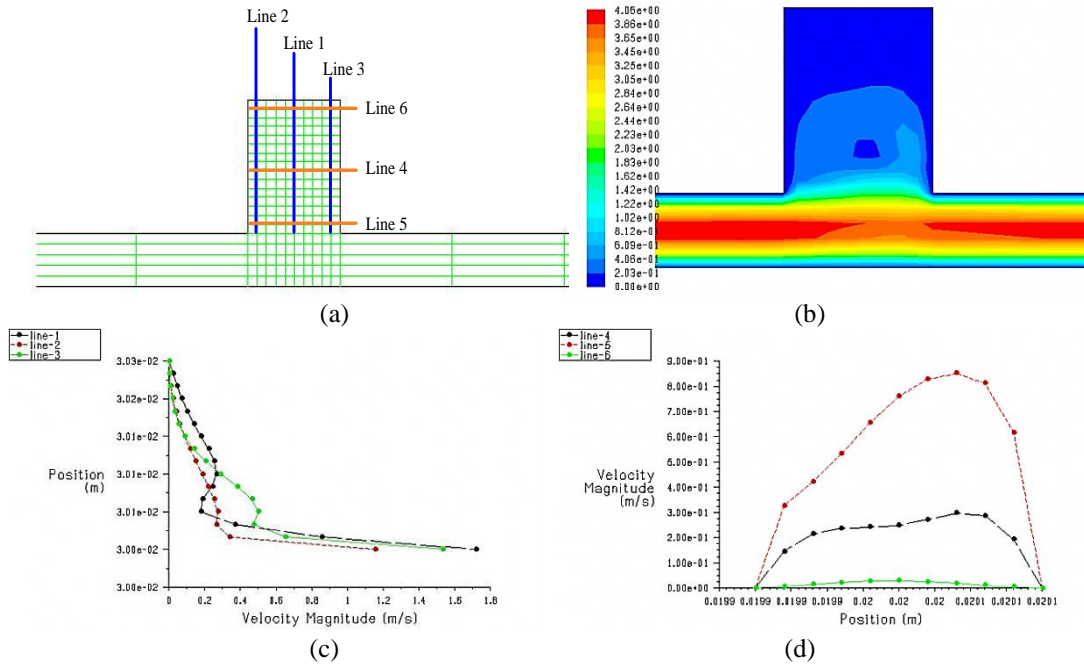 Line 2
Line 1
Line 3
Line 6
Line 4
Line 5
(a)
4.06e+00
3.86e+00
3.65e+00
3.45e+00
3.25e+00
3.05e+00
2.84e+00
2.64e+00
2.44e+00
2.23e+00
2.03e+00
1.83e+00
1.62e+00
1.42e+00
1.22e+00
1.02e+00
8.12e-01
6.09e-01
4.06e-01
2.03e-01
0.00e+00
(b)
line-1
line-2
line-3
3.03e-02
3.02e-02
3.01e-02
3.01e-02
3.01e-02
3.00e-02
3.00e-02
Position
(m)
0 0.2 0.4 0.6 0.8 1 1.2 1.4 1.6 1.8
Velocity Magnitude (m/s)
(c)
line-4
line-5
line-6
9.00e-01
8.00e-01
7.00e-01
6.00e-01
5.00e-01
4.00e-01
3.00e-01
2.00e-01
1.00e-01
0.00e+00
Velocity
Magnitude
(m/s)
0.0199 0.0199 0.0199 0.0199 0.02 0.02 0.02 0.0201 0.0201 0.0201
Position (m)
(d)